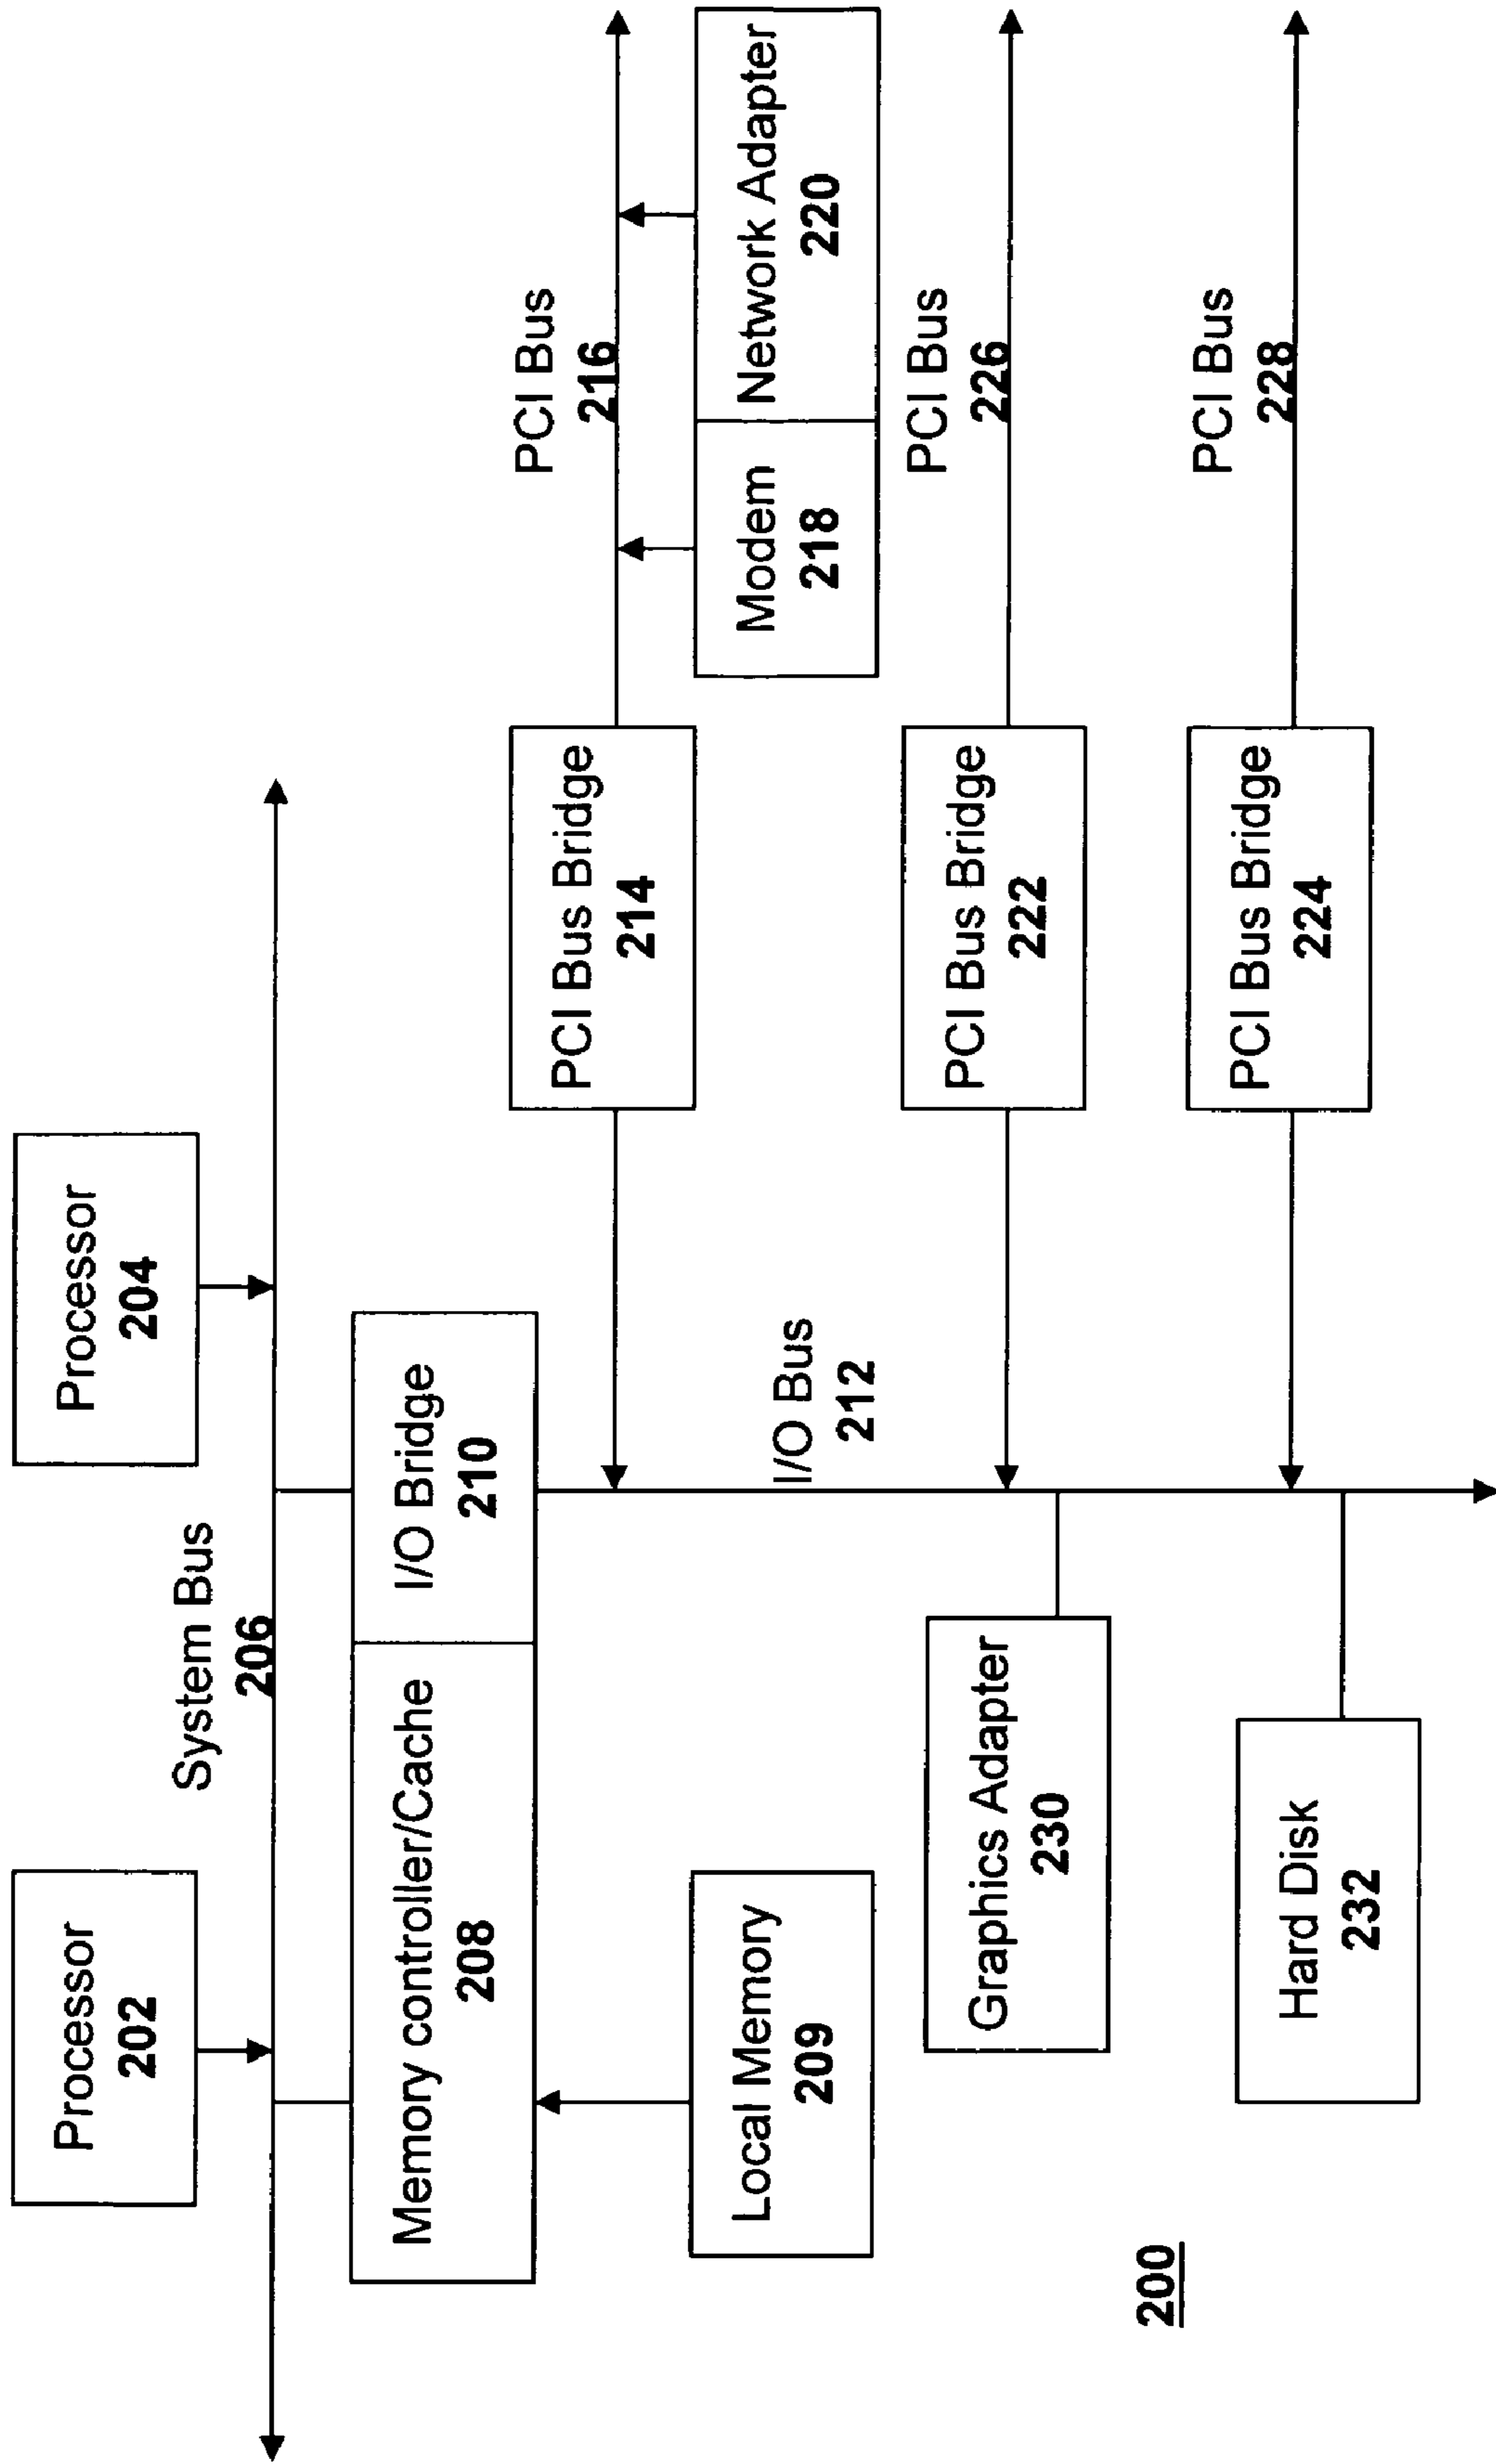 Processor
202
Processor
204
System Bus
206
Memory controller/Cache
208
I/O Bridge
210
PCI Bus Bridge
214
PCI Bus
216
Local Memory
209
Modem
218
Network Adapter
220
I/O Bus
212
Graphics Adapter
230
PCI Bus Bridge
222
PCI Bus
226
Hard Disk
232
PCI Bus Bridge
224
PCI Bus
228
200